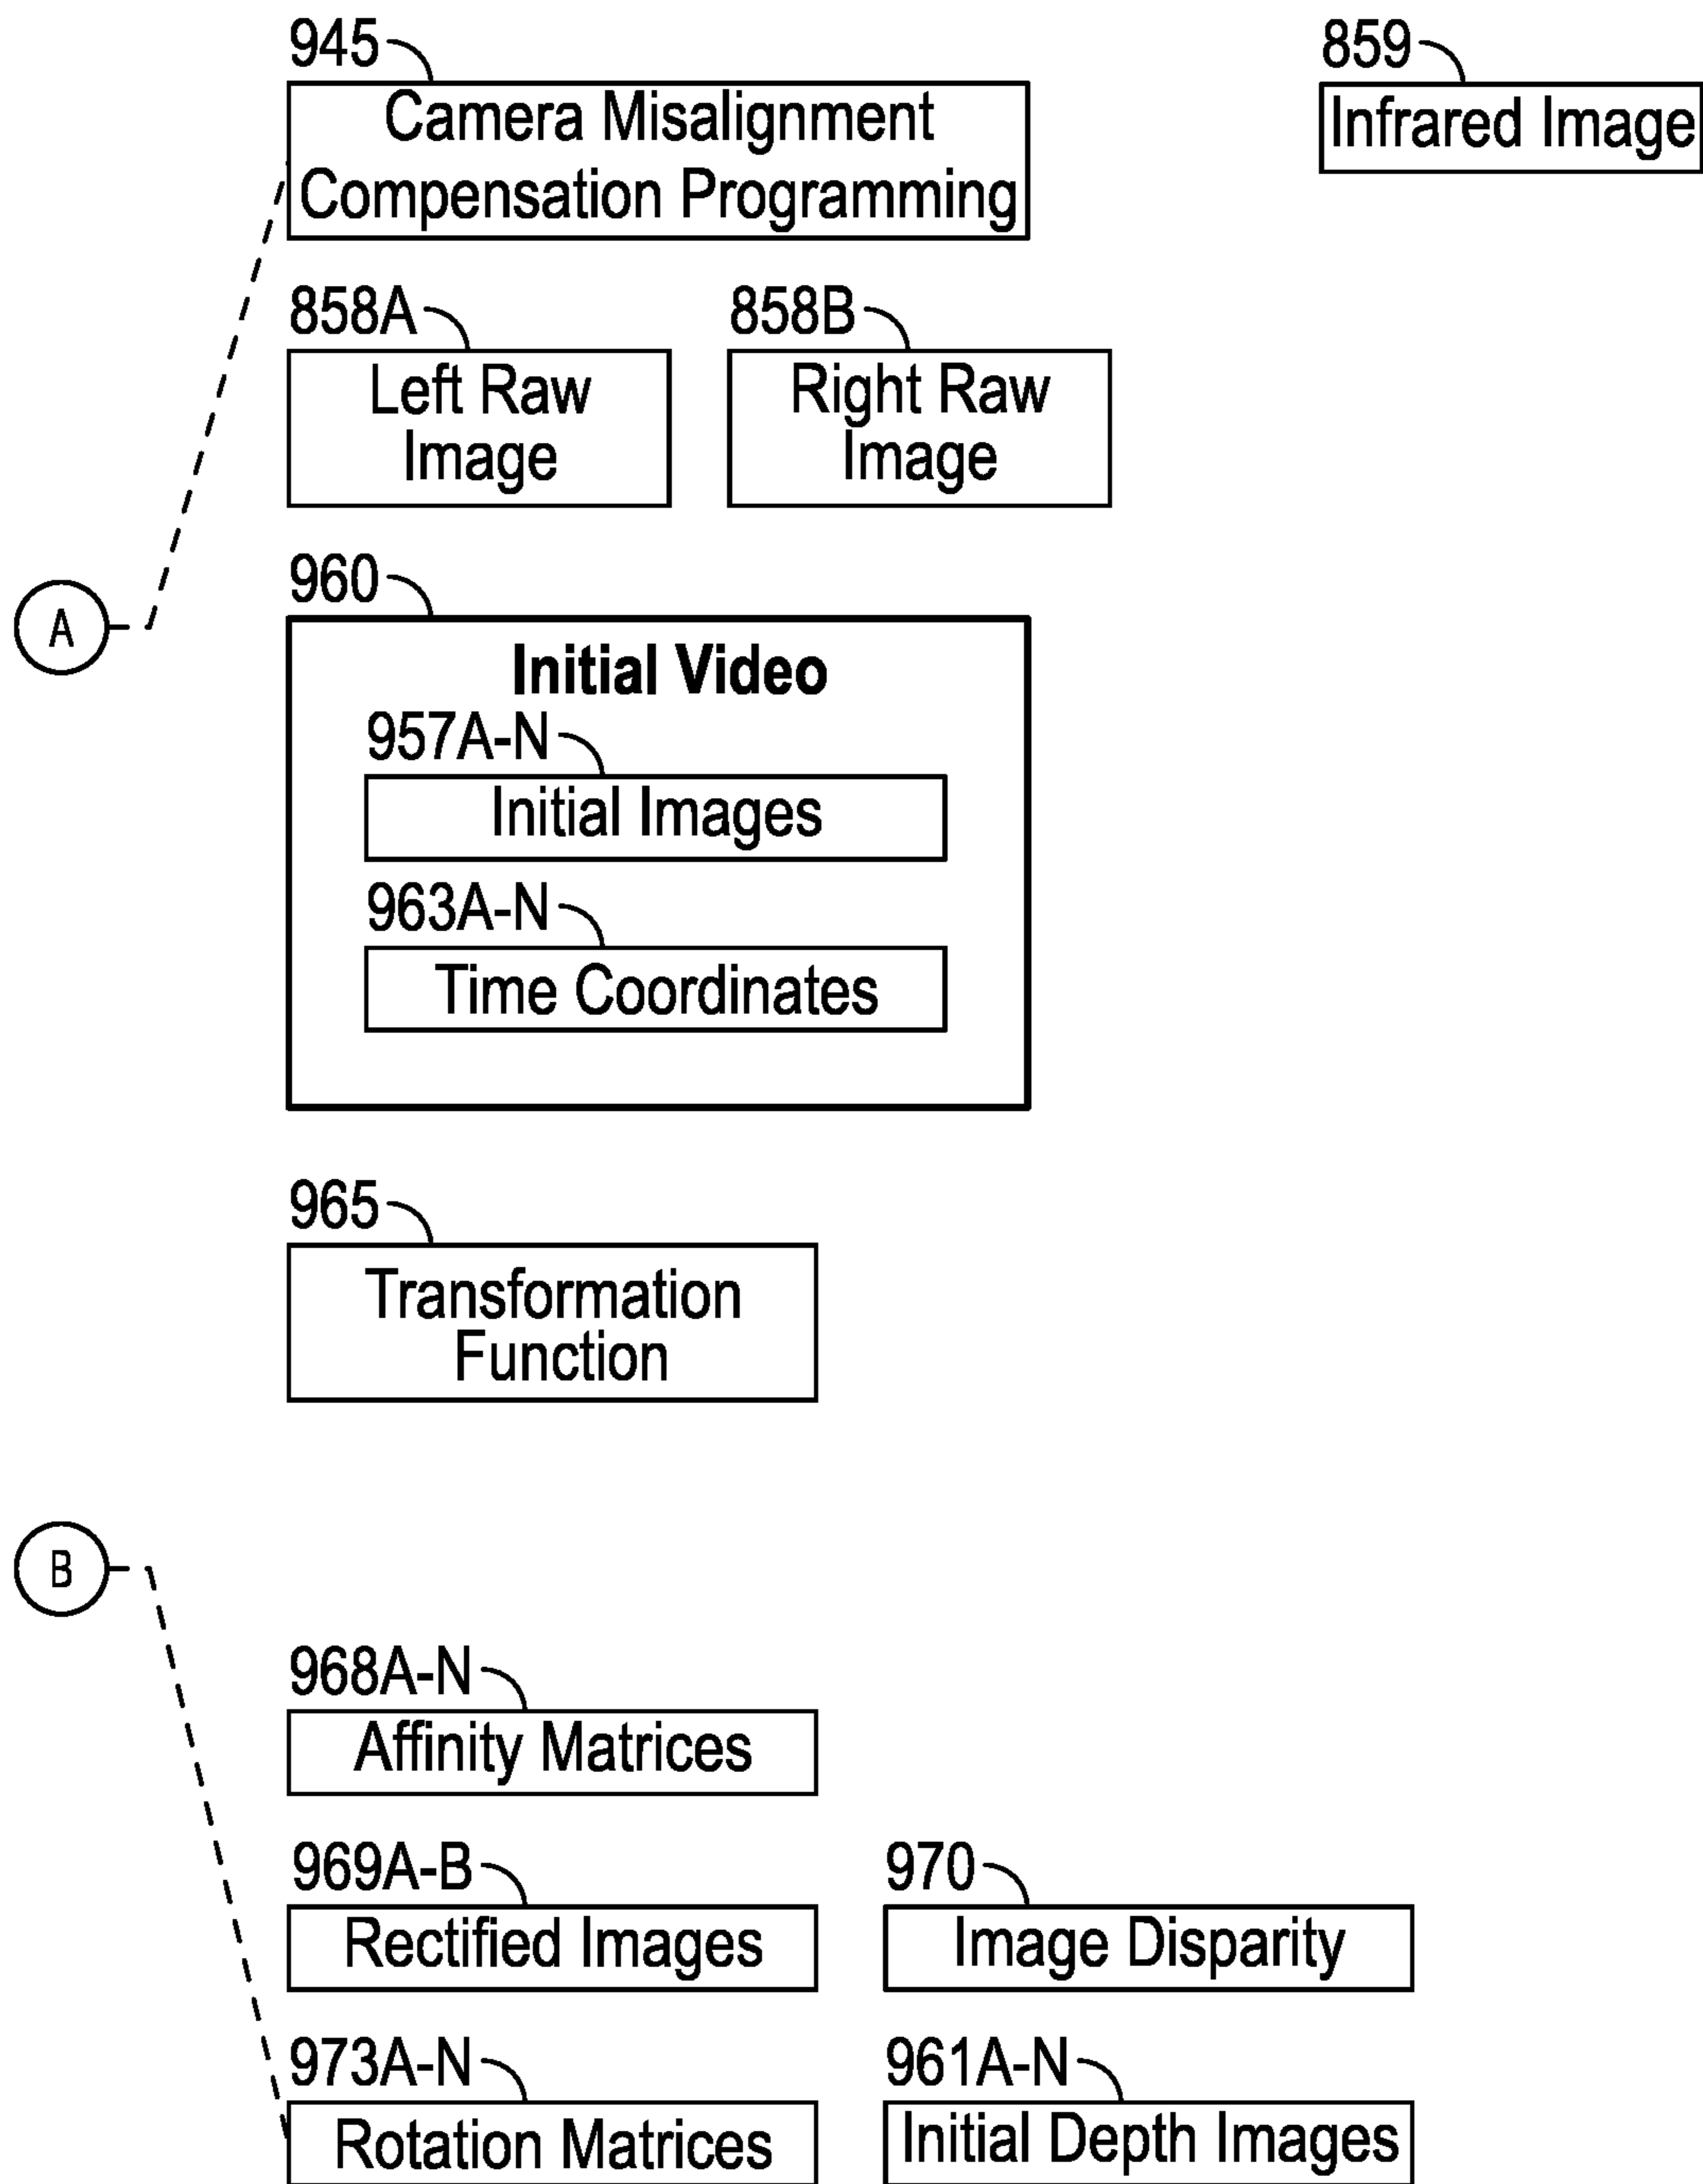 945
859
Camera Misalignment
Compensation Programming
Infrared Image
858A
858B
Left Raw
Image
Right Raw
Image
A
960
Initial Video
957A-N
Initial Images
963A-N
Time Coordinates
965
Transformation
Function
B
968A-N
Affinity Matrices
969A-B
970
Rectified Images
Image Disparity
973A-N
961A-N
Rotation Matrices
Initial Depth Images